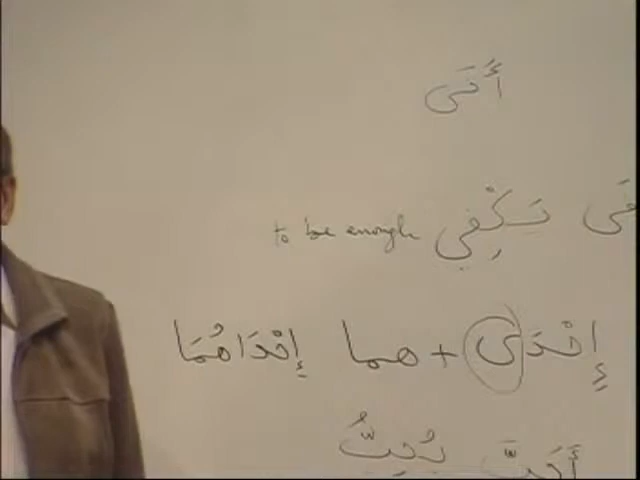 أَتَى
فَى يَكْفِي to be enough
إِحْدَى + هما إِحْدَاهُمَا
أَحَبَّ يُحِبُّ